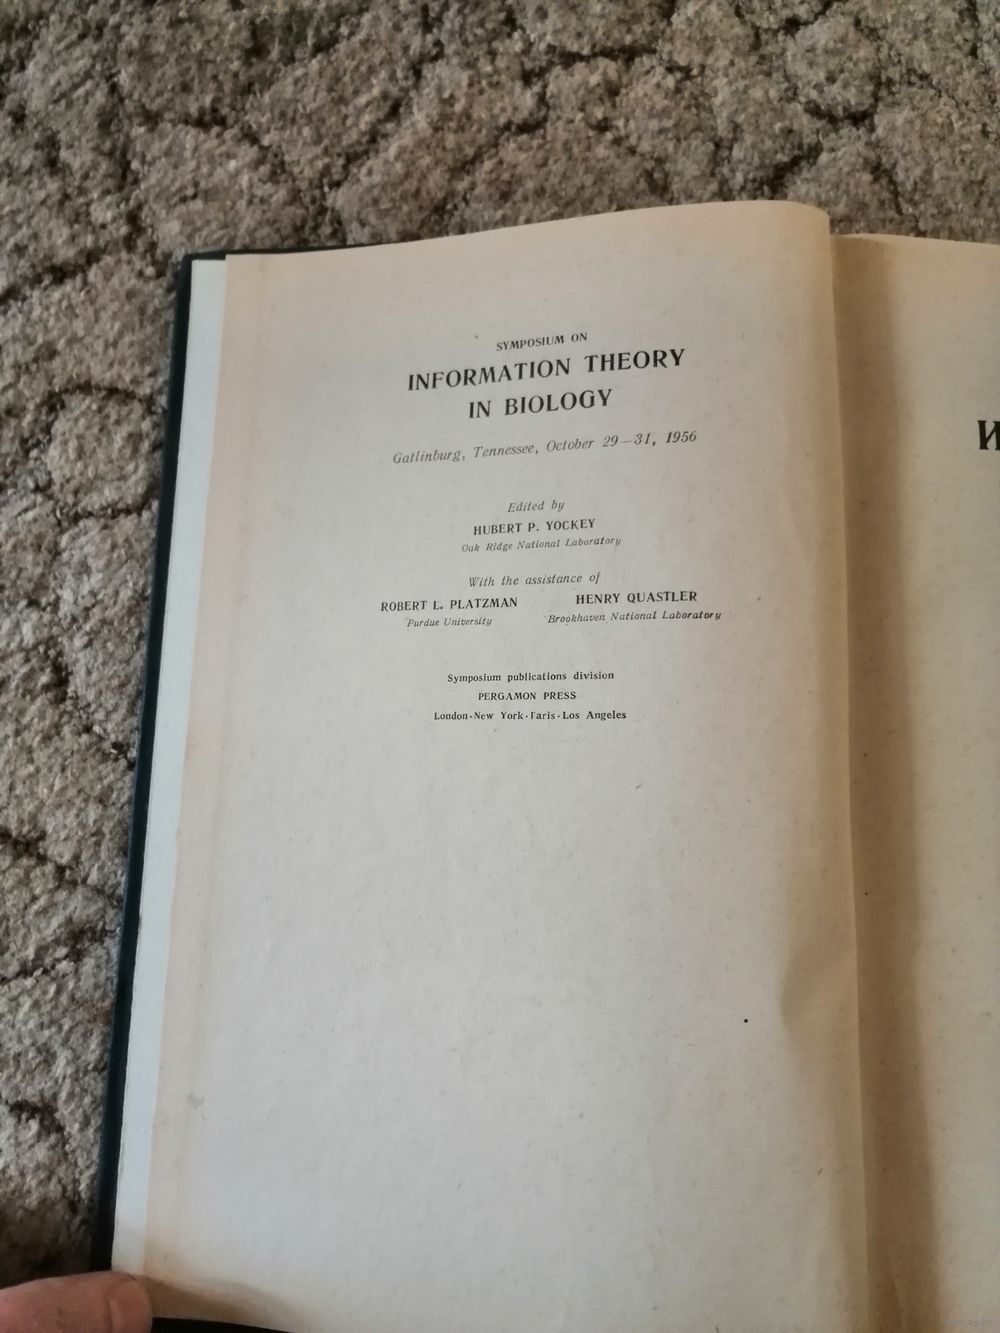 SYMPOSIUM ON
INFORMATION THEORY
IN BIOLOGY
Gatlinburg, Tennessee, October 29—31, 1956
Edited by
HUBERT P. YOCKEY
Oak Ridge National Laboratory
With the assistance of
ROBERT L. PLATZMAN HENRY QUASTLER
Purdue University Brookhaven National Laboratory
Symposium publications division
PERGAMON PRESS
London·New York·Paris·Los Angeles
И